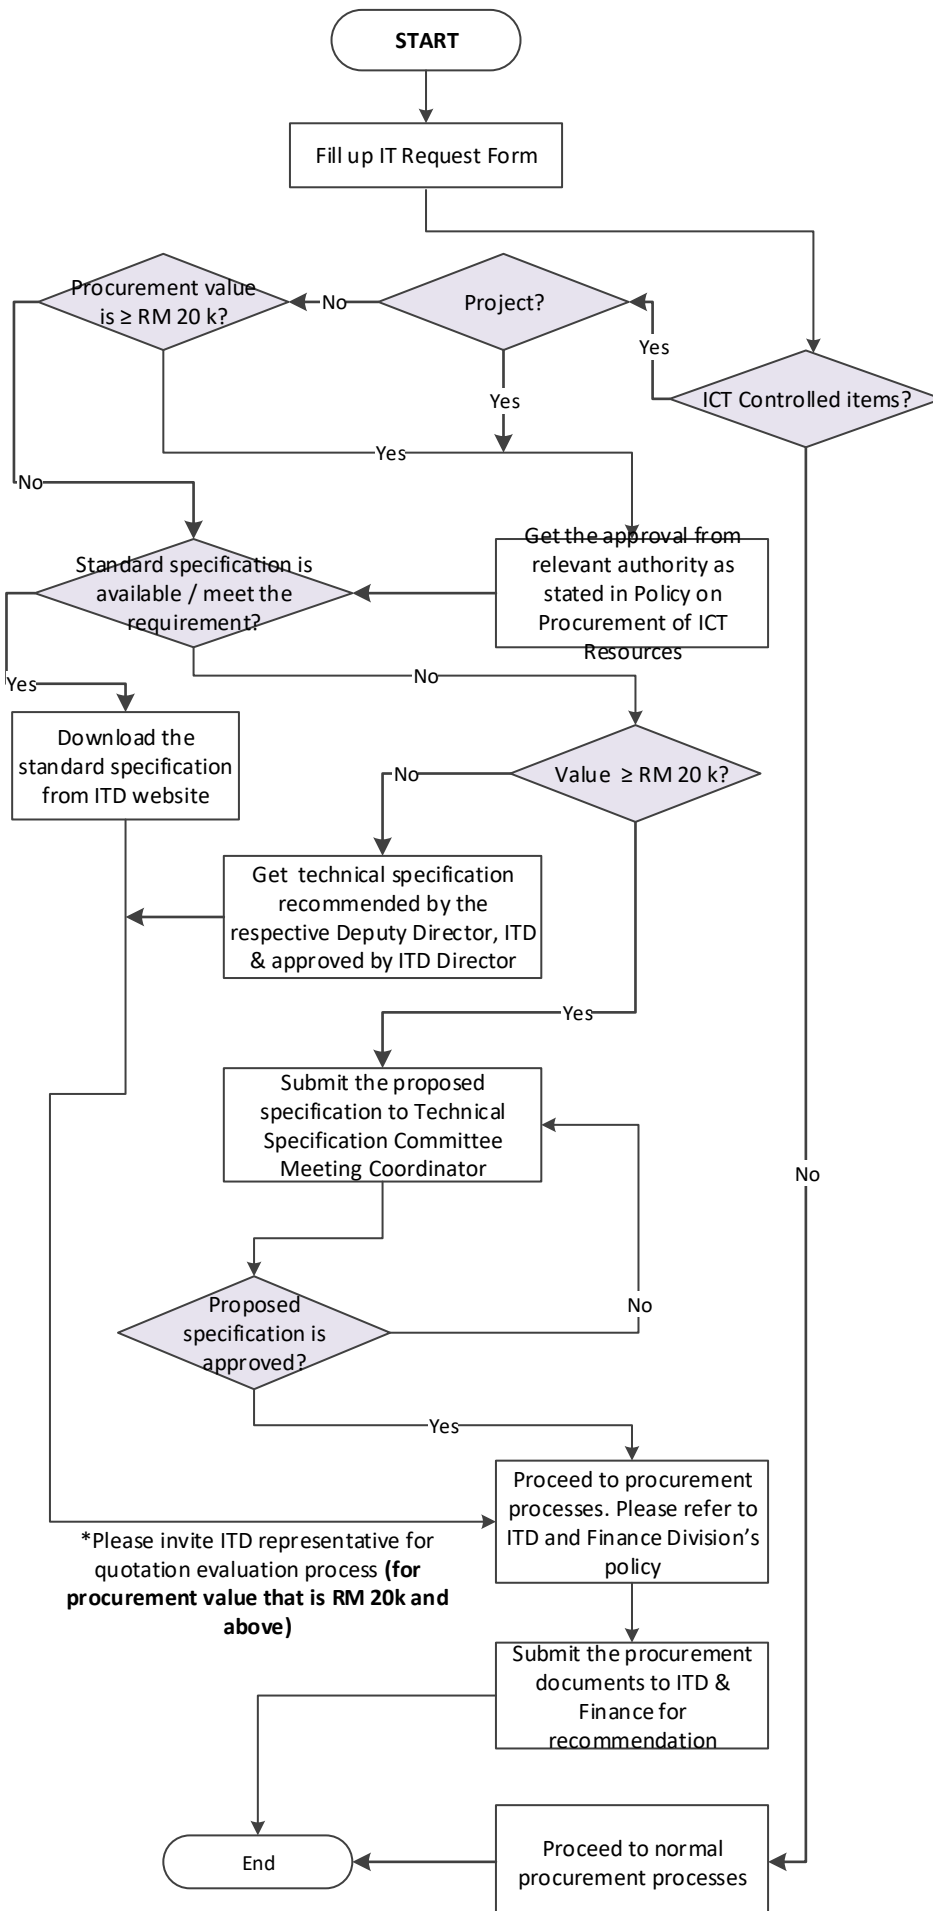 START
Fill up IT Request Form
Procurement value
is ≥ RM 20 k?
No
Project?
Yes
ICT Controlled items?
Yes
Yes
No
Get the approval from
relevant authority as
stated in Policy on
Procurement of ICT
Resources
Standard specification is
available / meet the
requirement?
No
Yes
Download the
standard specification
from ITD website
Value ≥ RM 20 k?
No
Get technical specification
recommended by the
respective Deputy Director, ITD
& approved by ITD Director
Yes
Submit the proposed
specification to Technical
Specification Committee
Meeting Coordinator
No
No
Proposed
specification is
approved?
Yes
Proceed to procurement
processes. Please refer to
ITD and Finance Division’s
policy
*Please invite ITD representative for
quotation evaluation process (for
procurement value that is RM 20k and
above)
Submit the procurement
documents to ITD &
Finance for
recommendation
End
Proceed to normal
procurement processes